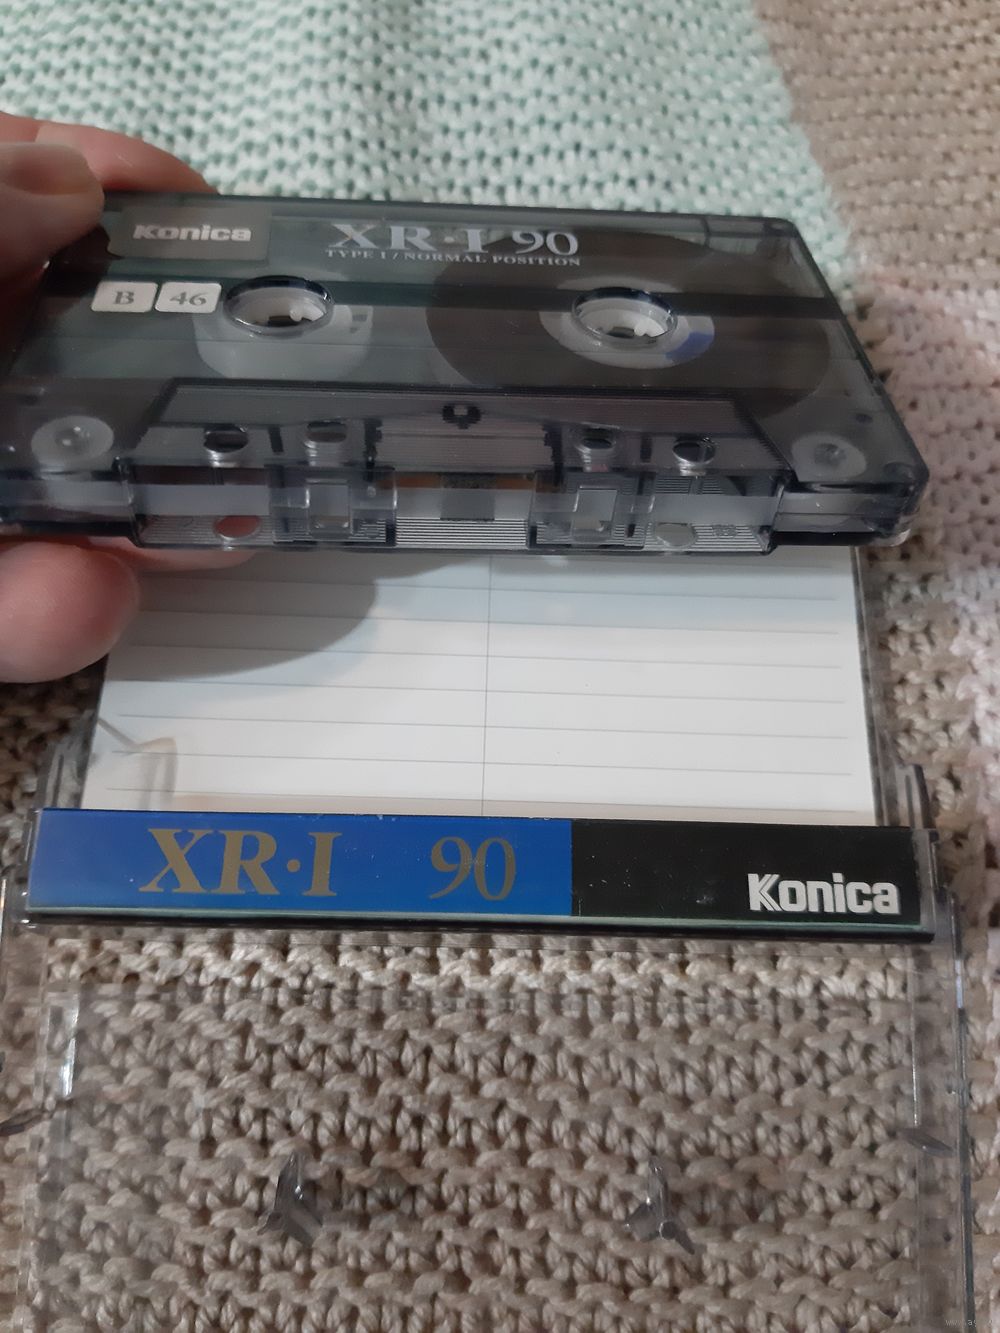 Konica
XR·I 90
TYPE I / NORMAL POSITION
B 46
XR·I 90
Konica